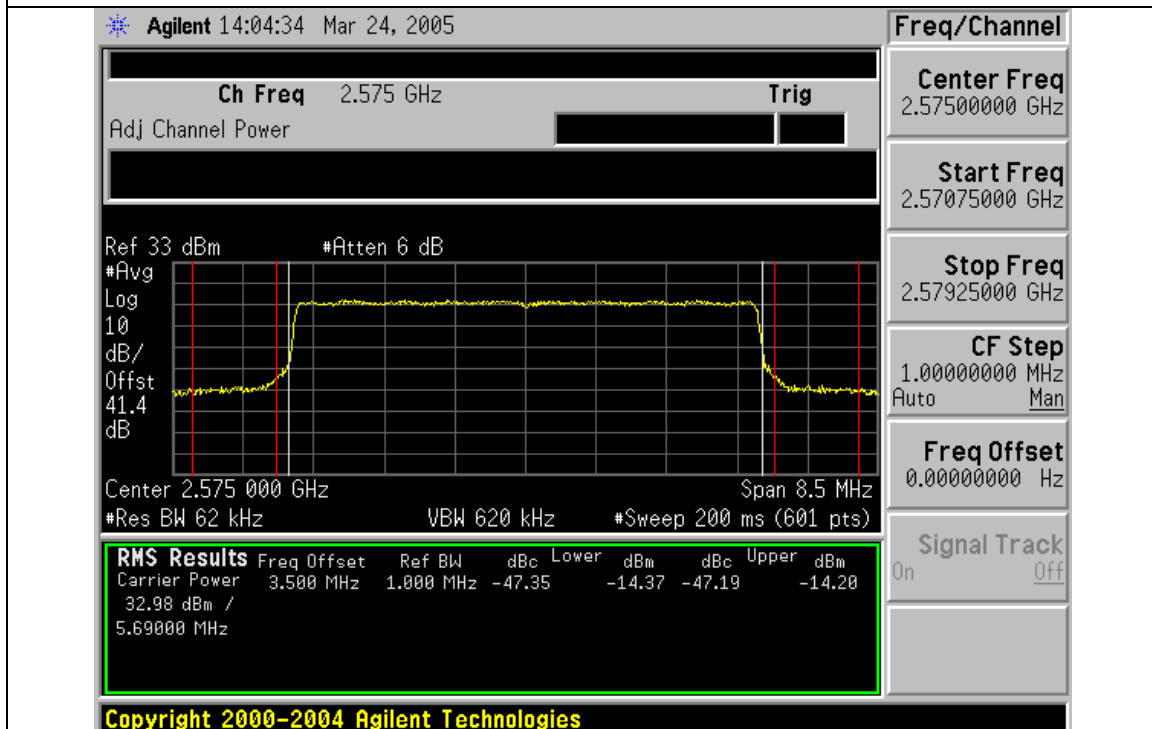 Agilent 14:04:34 Mar 24, 2005
Freq/Channel
Ch Freq 2.575 GHz Trig
Adj Channel Power
Center Freq
2.57500000 GHz
Start Freq
2.57075000 GHz
Stop Freq
2.57925000 GHz
CF Step
1.00000000 MHz
Auto Man
Freq Offset
0.00000000 Hz
Signal Track
On Off
Ref 33 dBm #Atten 6 dB
#Avg
Log
10
dB/
Offst
41.4
dB
Center 2.575 000 GHz Span 8.5 MHz
#Res BW 62 kHz VBW 620 kHz #Sweep 200 ms (601 pts)
RMS Results Freq Offset Ref BW dBc Lower dBm dBc Upper dBm
Carrier Power 3.500 MHz 1.000 MHz -47.35 -14.37 -47.19 -14.20
32.98 dBm /
5.69000 MHz
Copyright 2000-2004 Agilent Technologies